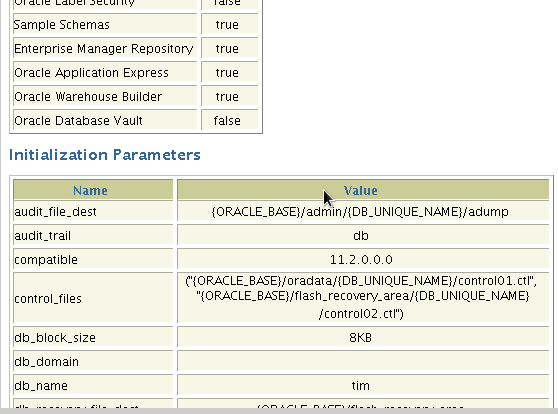 Oracle Label Security false
Sample Schemas true
Enterprise Manager Repository true
Oracle Application Express true
Oracle Warehouse Builder true
Oracle Database Vault false
Initialization Parameters
Name Value
audit_file_dest {ORACLE_BASE}/admin/{DB_UNIQUE_NAME}/adump
audit_trail db
compatible 11.2.0.0.0
control_files ("{ORACLE_BASE}/oradata/{DB_UNIQUE_NAME}/control01.ctl",
"{ORACLE_BASE}/flash_recovery_area/{DB_UNIQUE_NAME}
/control02.ctl")
db_block_size 8KB
db_domain
db_name tim
db_recovery_file_dest {ORACLE_BASE}/flash_recovery_area